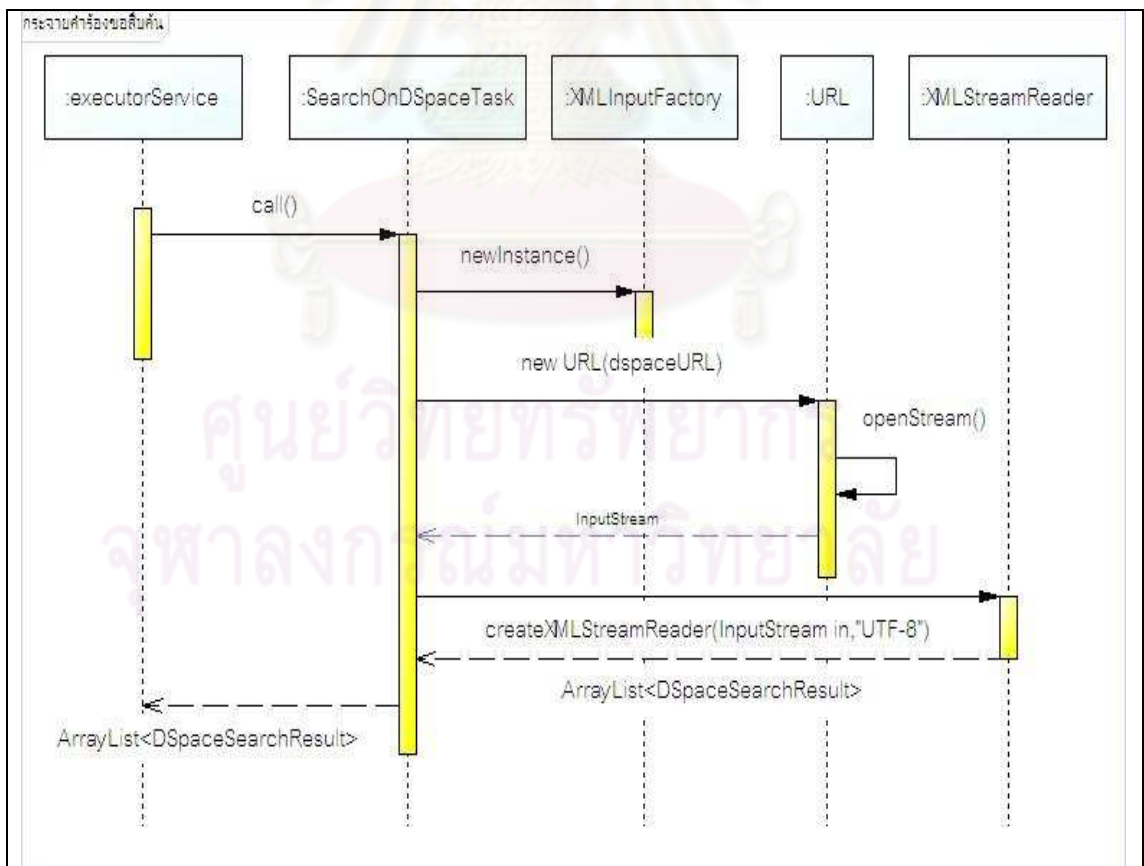 กระจายคำร้องขอสืบค้น
:executorService
:SearchOnDSpaceTask
:XMLInputFactory
:URL
:XMLStreamReader
call()
newInstance()
new URL(dspaceURL)
openStream()
InputStream
createXMLStreamReader(InputStream in,"UTF-8")
ArrayList<DSpaceSearchResult>
ArrayList<DSpaceSearchResult>
ศูนย์วิทยทรัพยากร
จุฬาลงกรณ์มหาวิทยาลัย